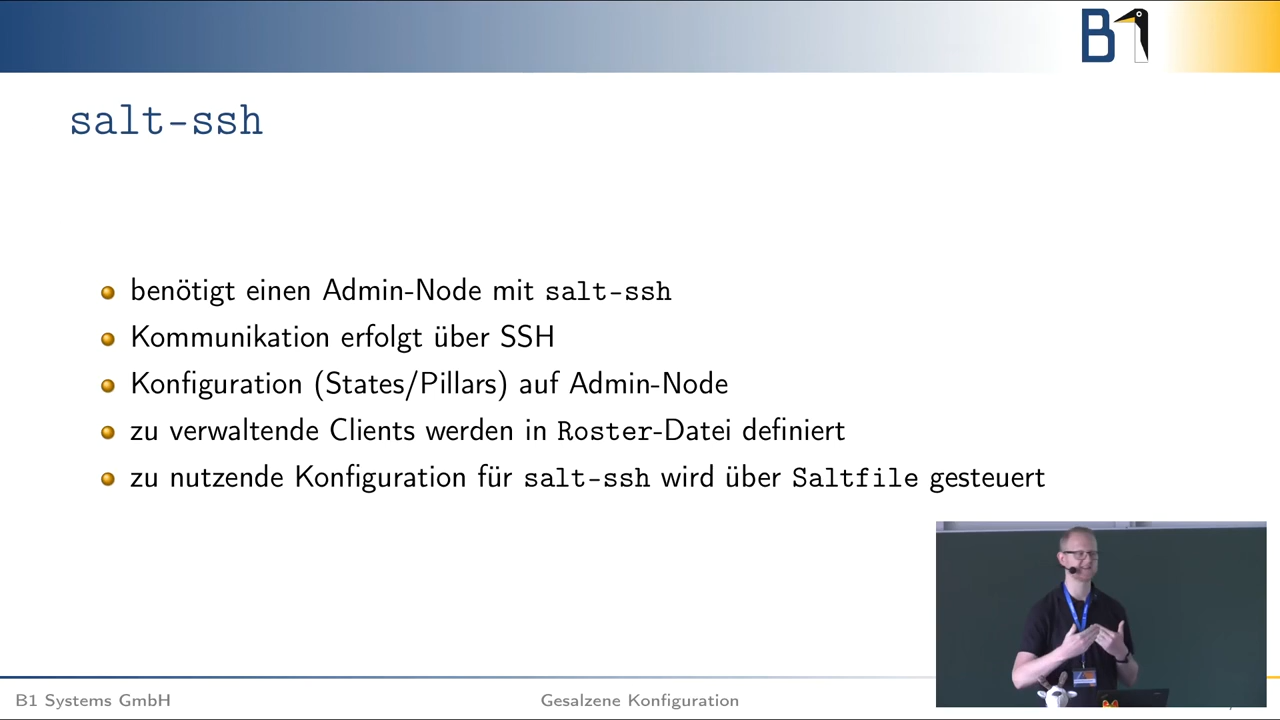 B1
salt-ssh
benötigt einen Admin-Node mit salt-ssh
Kommunikation erfolgt über SSH
Konfiguration (States/Pillars) auf Admin-Node
zu verwaltende Clients werden in Roster-Datei definiert
zu nutzende Konfiguration für salt-ssh wird über Saltfile gesteuert
B1 Systems GmbH
Gesalzene Konfiguration